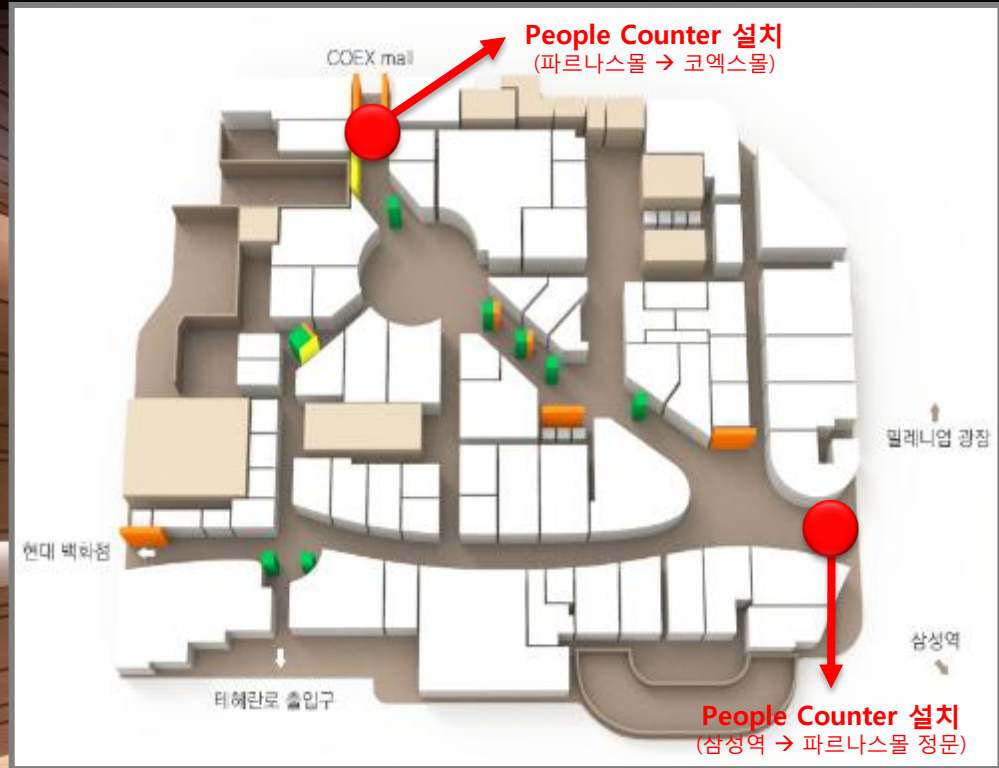 People Counter 설치
(파르나스몰 → 코엑스몰)
COEX mall
밀레니엄 광장
현대 백화점
삼성역
테헤란로 출입구
People Counter 설치
(삼성역 → 파르나스몰 정문)